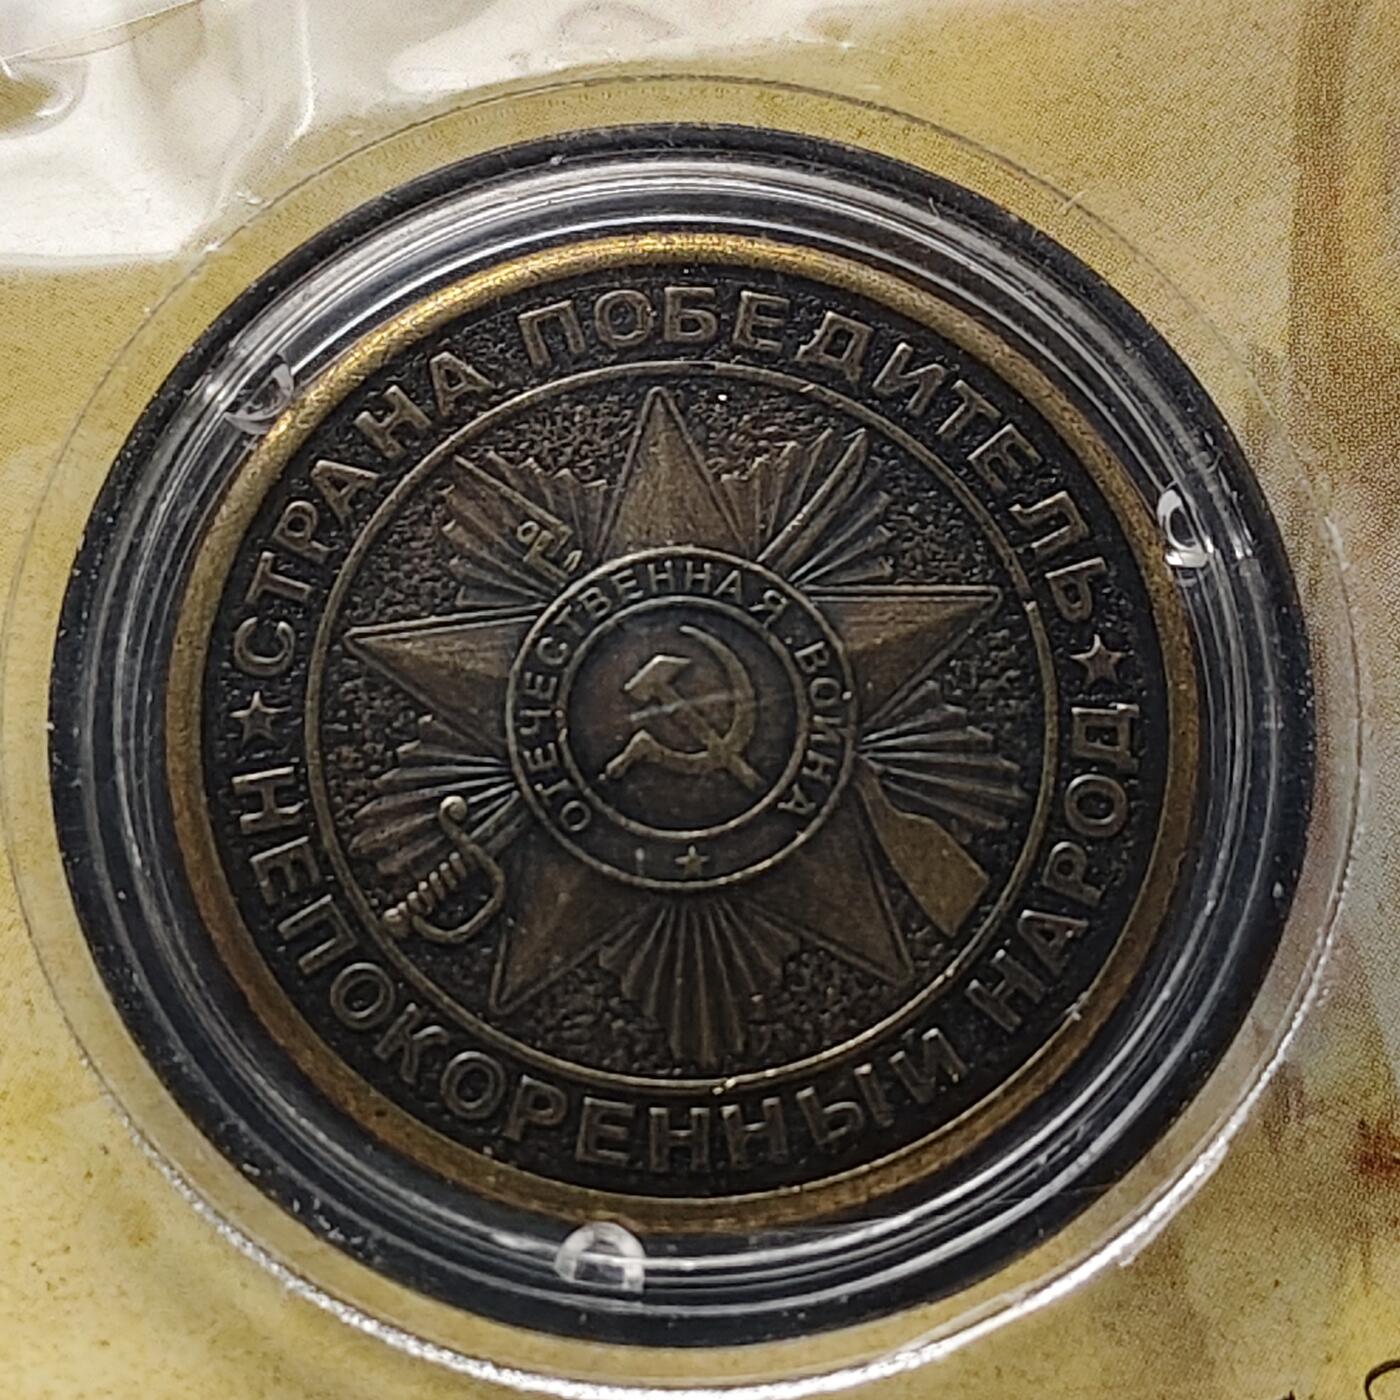 СТРАНА ПОБЕДИТЕЛЬ
НЕПОКОРЕННЫЙ НАРОД
ОТЕЧЕСТВЕННАЯ ВОЙНА